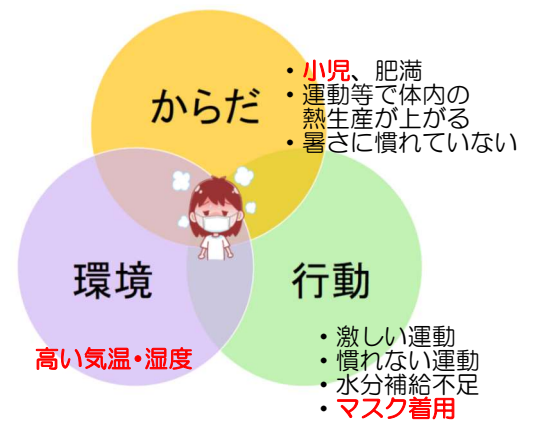 からだ
・小児、肥満
・運動等で体内の
熱生産が上がる
・暑さに慣れていない
環境
高い気温・湿度
行動
・激しい運動
・慣れない運動
・水分補給不足
・マスク着用